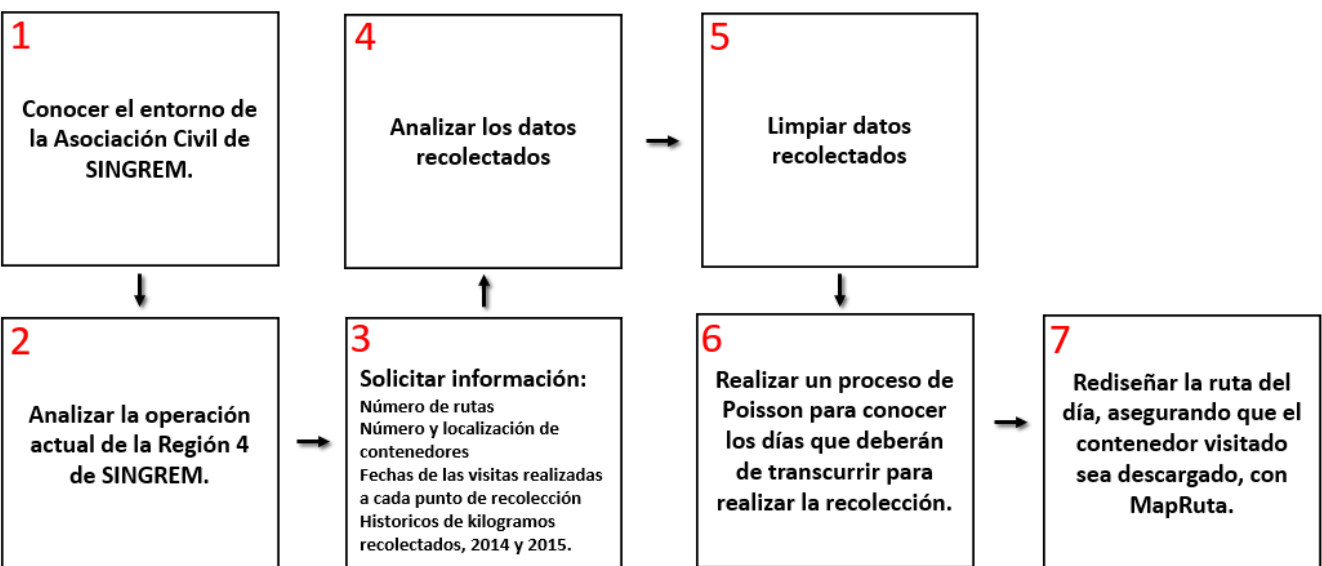 1
Conocer el entorno de
la Asociación Civil de
SINGREM.
2
Analizar la operación
actual de la Región 4
de SINGREM.
3
Solicitar información:
Número de rutas
Número y localización de
contenedores
Fechas de las visitas realizadas
a cada punto de recolección
Historicos de kilogramos
recolectados, 2014 y 2015.
4
Analizar los datos
recolectados
5
Limpiar datos
recolectados
6
Realizar un proceso de
Poisson para conocer
los días que deberán
de transcurrir para
realizar la recolección.
7
Rediseñar la ruta del
día, asegurando que el
contenedor visitado
sea descargado, con
MapRuta.